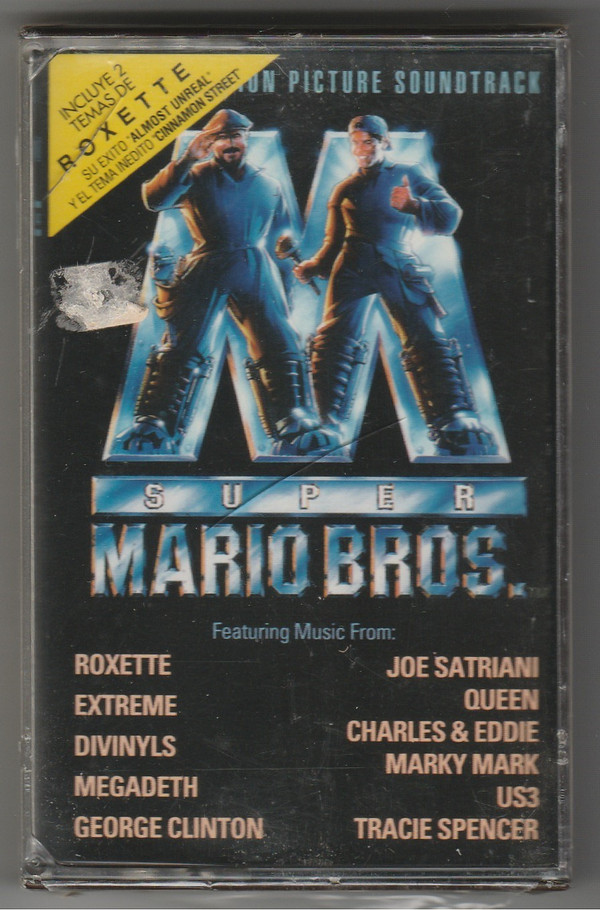 INCLUYE 2
TEMAS DE
ROXETTE
SU EXITO "ALMOST UNREAL"
Y EL TEMA INEDITO "CINNAMON STREET"
PICTURE SOUNDTRACK
SUPER
MARIO BROS.
Featuring Music From:
ROXETTE
EXTREME
DIVINYLS
MEGADETH
GEORGE CLINTON
JOE SATRIANI
QUEEN
CHARLES & EDDIE
MARKY MARK
US3
TRACIE SPENCER